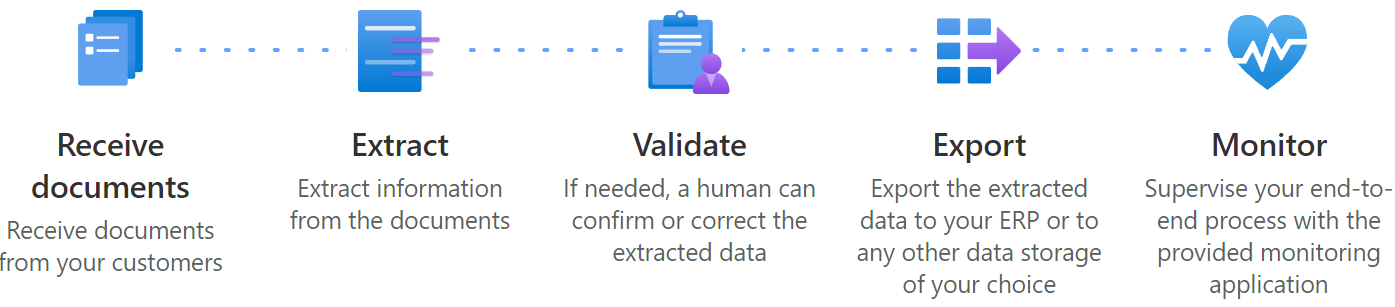 Receive
documents
Receive documents
from your customers
Extract
Extract information
from the documents
Validate
If needed, a human can
confirm or correct the
extracted data
Export
Export the extracted
data to your ERP or to
any other data storage
of your choice
Monitor
Supervise your end-to-
end process with the
provided monitoring
application